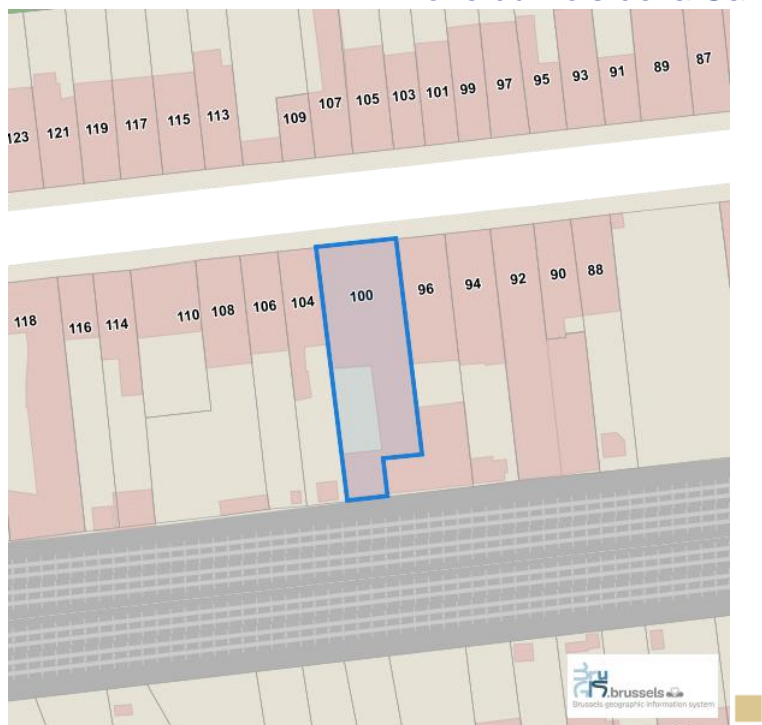 123 121 119 117 115 113 109 107 105 103 101 99 97 95 93 91 89 87
118 116 114 110 108 106 104 100 96 94 92 90 88
.brussels
Brussels geographic information system